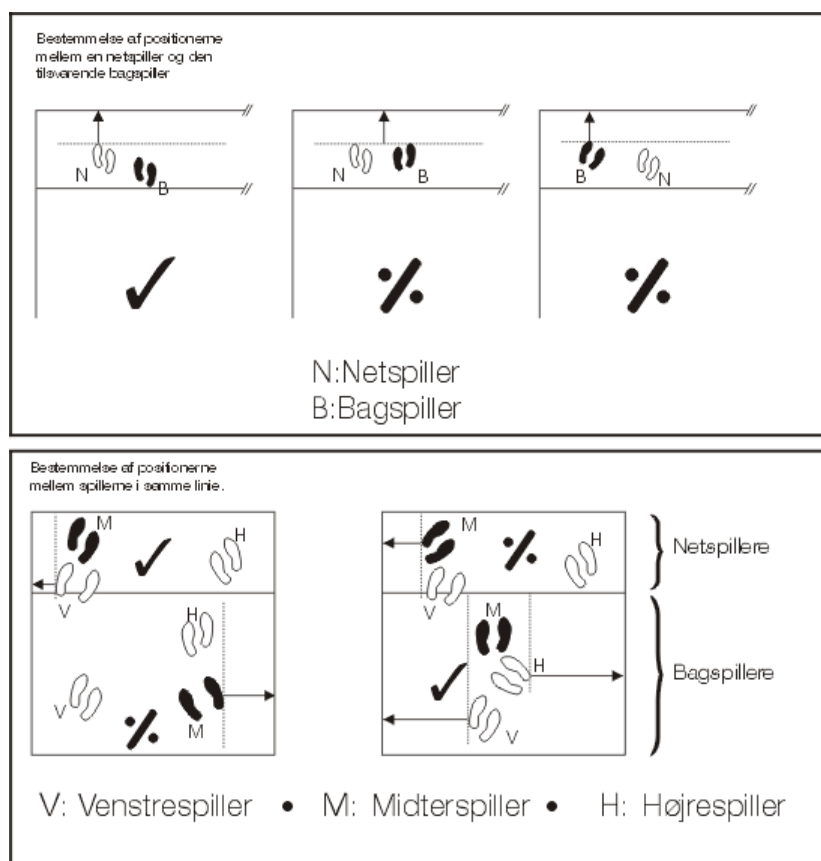 Bestemmelse af positionerne
mellem en netspiller og den
tilsvarende bagspiller
N
B
N
B
B
N
N:Netspiller
B:Bagspiller
Bestemmelse af positionerne
mellem spillerne i samme linie.
M
H
V
H
V
M
M
H
V
M
H
V
Netspillere
Bagspillere
V: Venstrespiller • M: Midterspiller • H: Højrespiller